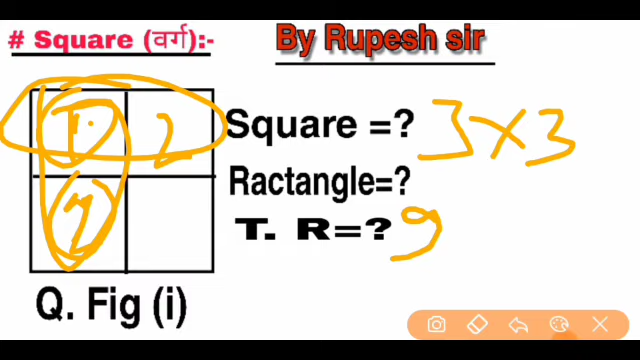 # Square (वर्ग):-
By Rupesh sir
1 2
Square =? 3×3
Ractangle=?
T. R=? 9
Q. Fig (i)